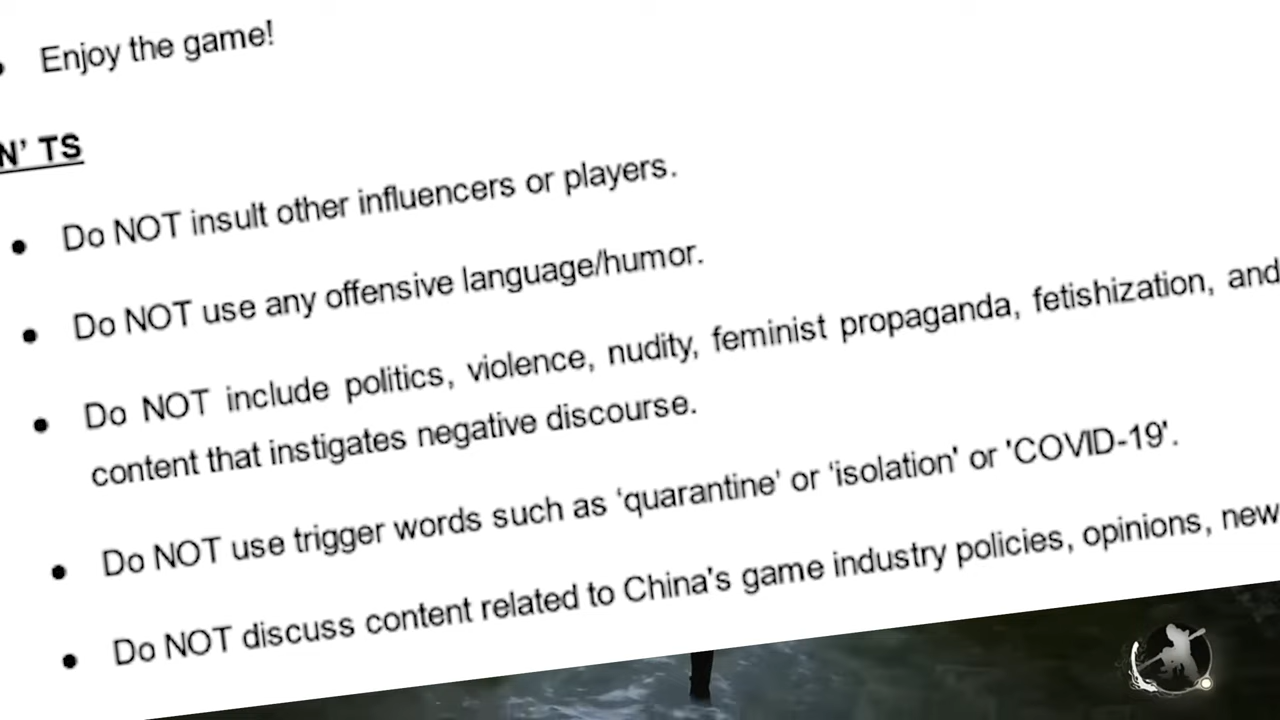 Enjoy the game!
N' TS
Do NOT insult other influencers or players.
Do NOT use any offensive language/humor.
Do NOT include politics, violence, nudity, feminist propaganda, fetishization, and
content that instigates negative discourse.
Do NOT use trigger words such as ‘quarantine’ or ‘isolation' or 'COVID-19'.
Do NOT discuss content related to China's game industry policies, opinions, new